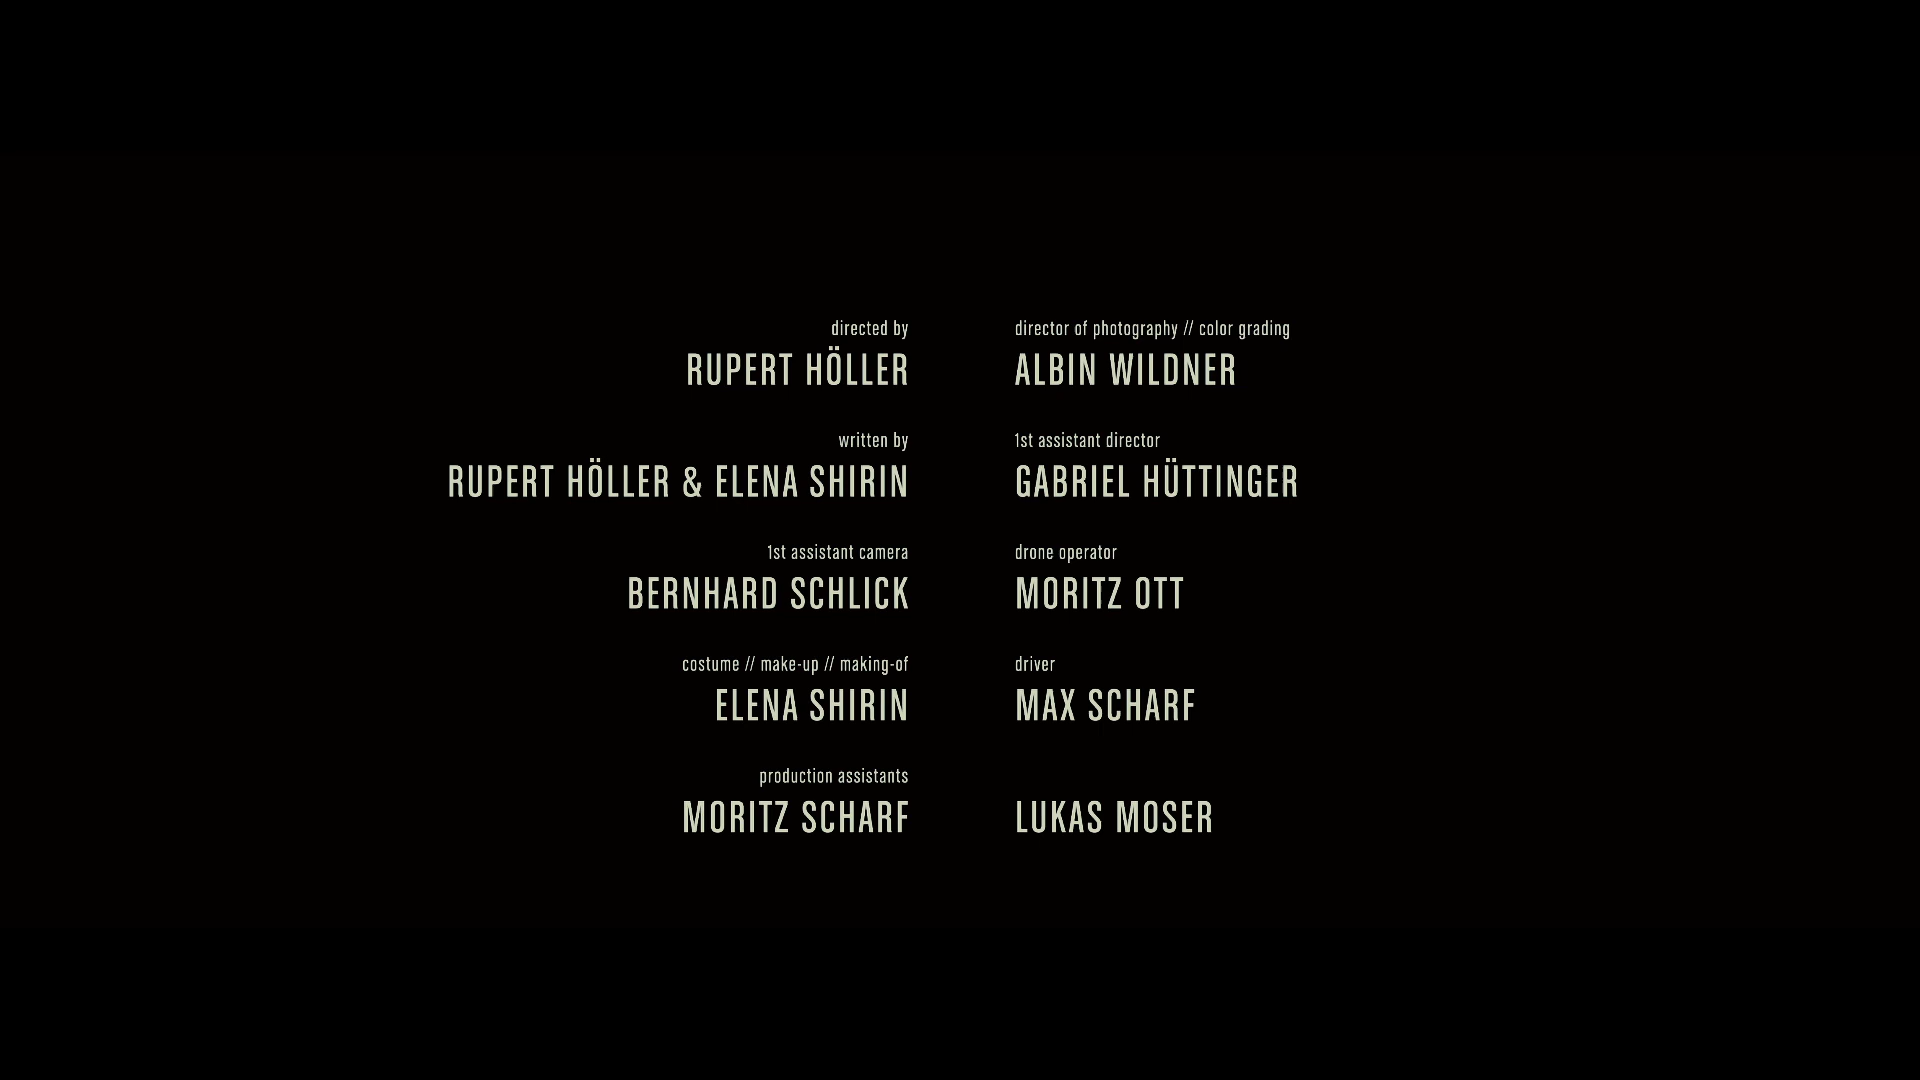 directed by
RUPERT HÖLLER
director of photography // color grading
ALBIN WILDNER
written by
RUPERT HÖLLER & ELENA SHIRIN
1st assistant director
GABRIEL HÜTTINGER
1st assistant camera
BERNHARD SCHLICK
drone operator
MORITZ OTT
costume // make-up // making-of
ELENA SHIRIN
driver
MAX SCHARF
production assistants
MORITZ SCHARF
LUKAS MOSER